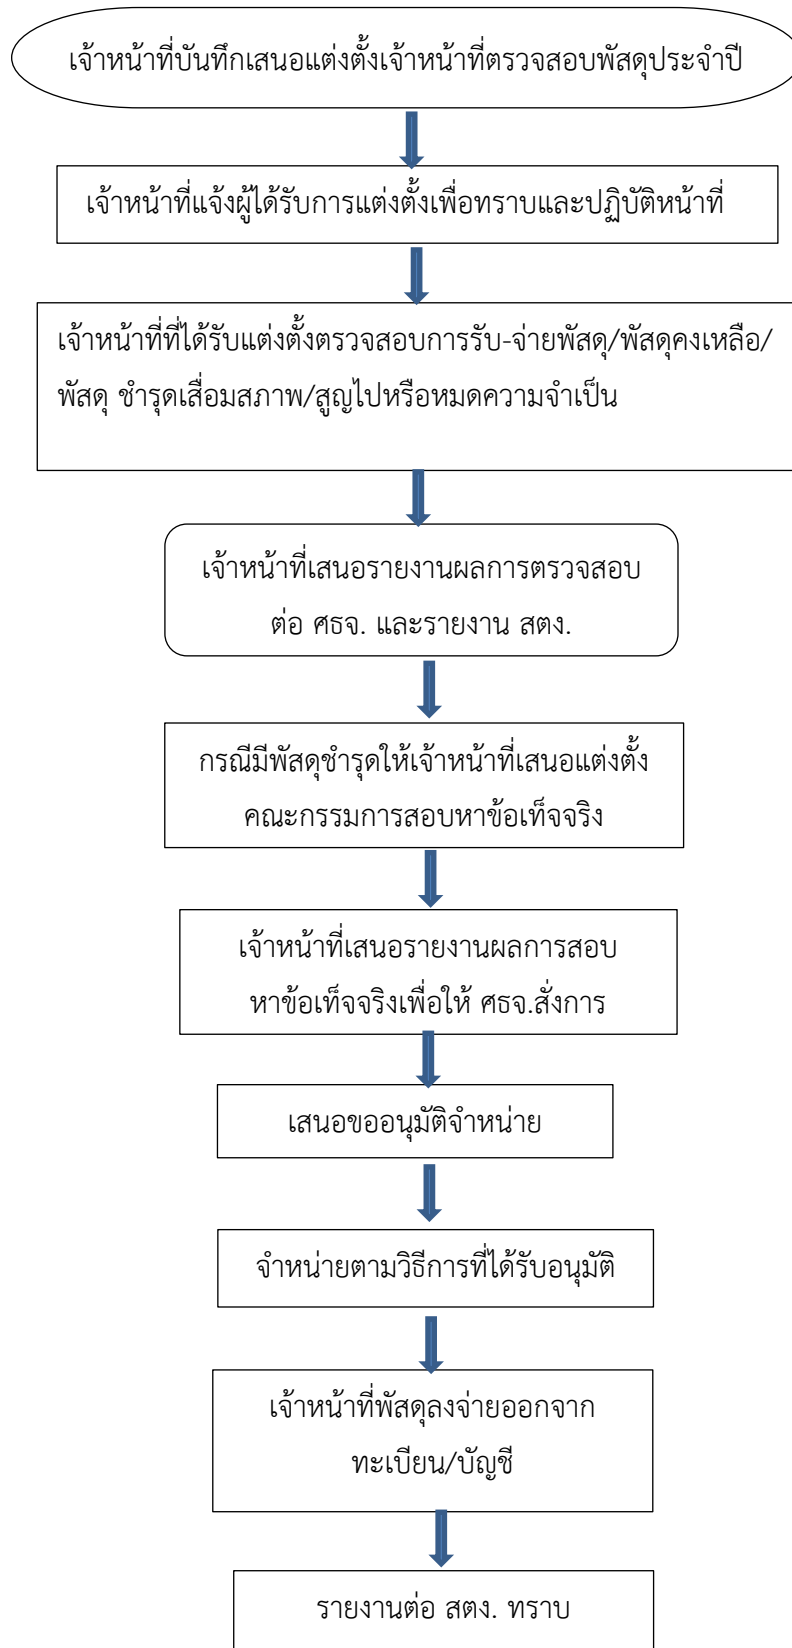 เจ้าหน้าที่บันทึกเสนอแต่งตั้งเจ้าหน้าที่ตรวจสอบพัสดุประจำปี
เจ้าหน้าที่แจ้งผู้ได้รับการแต่งตั้งเพื่อทราบและปฏิบัติหน้าที่
เจ้าหน้าที่ที่ได้รับแต่งตั้งตรวจสอบการรับ-จ่ายพัสดุ/พัสดุคงเหลือ/
พัสดุ ชำรุดเสื่อมสภาพ/สูญไปหรือหมดความจำเป็น
เจ้าหน้าที่เสนอรายงานผลการตรวจสอบ
ต่อ ศธจ. และรายงาน สตง.
กรณีมีพัสดุชำรุดให้เจ้าหน้าที่เสนอแต่งตั้ง
คณะกรรมการสอบหาข้อเท็จจริง
เจ้าหน้าที่เสนอรายงานผลการสอบ
หาข้อเท็จจริงเพื่อให้ ศธจ.สั่งการ
เสนอขออนุมัติจำหน่าย
จำหน่ายตามวิธีการที่ได้รับอนุมัติ
เจ้าหน้าที่พัสดุลงจ่ายออกจาก
ทะเบียน/บัญชี
รายงานต่อ สตง. ทราบ